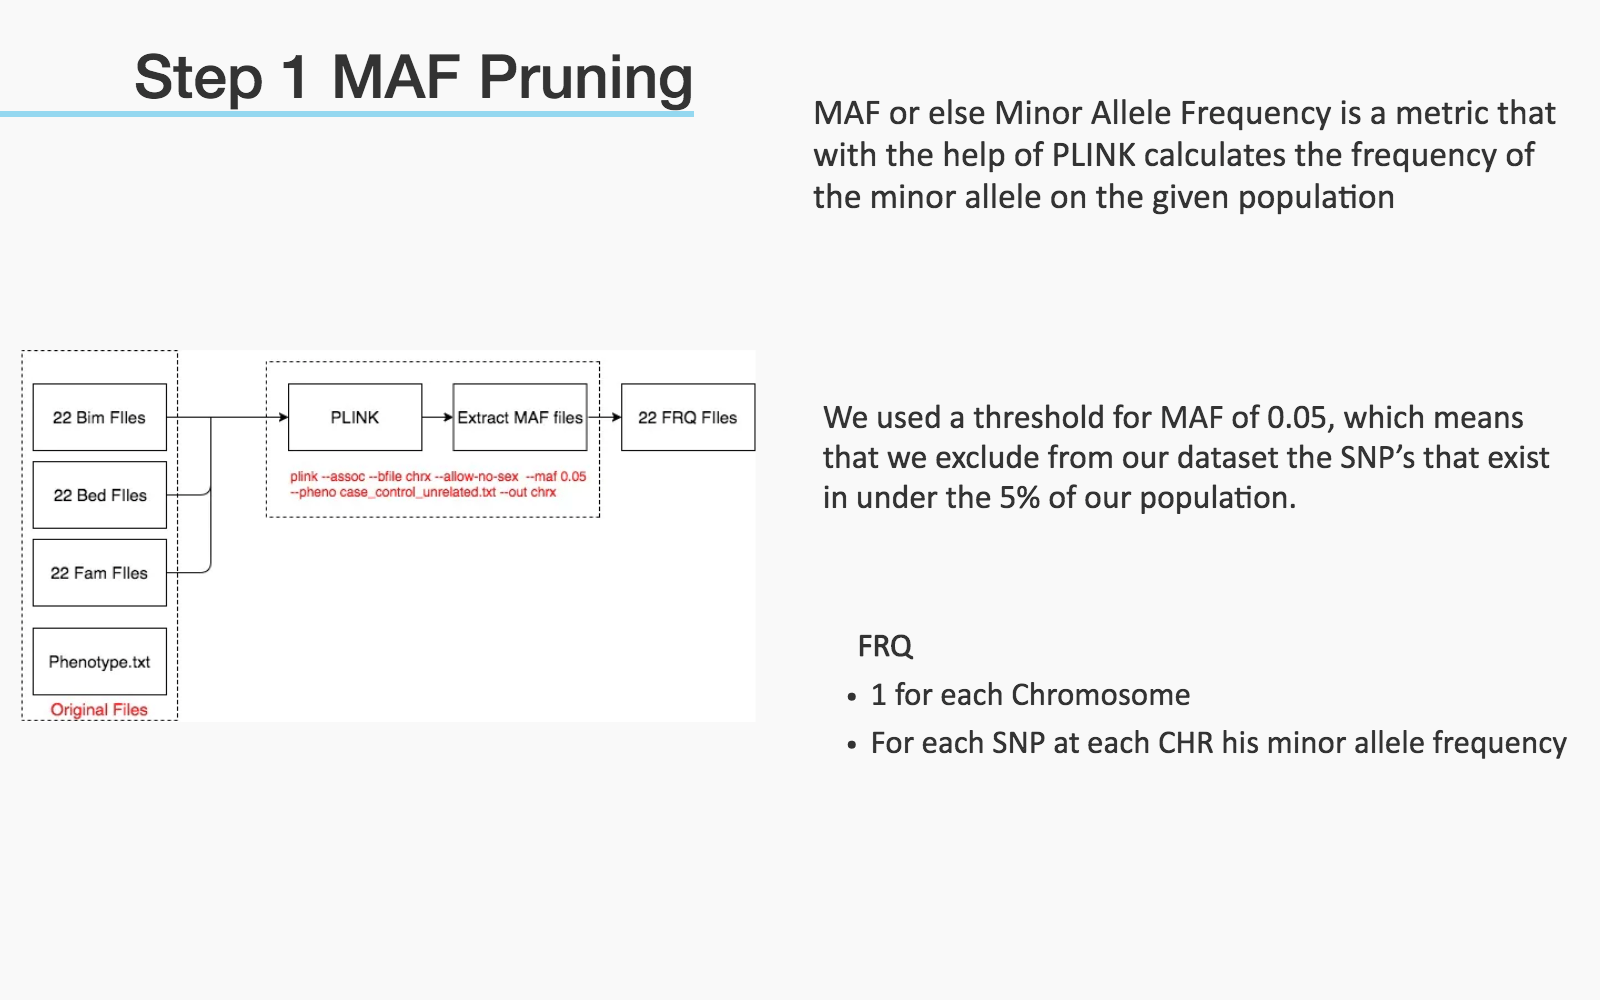 Step 1 MAF Pruning
MAF or else Minor Allele Frequency is a metric that
with the help of PLINK calculates the frequency of
the minor allele on the given population
22 Bim FIles
22 Bed FIles
22 Fam FIles
Phenotype.txt
Original Files
PLINK
Extract MAF files
22 FRQ FIles
plink --assoc --bfile chrx --allow-no-sex --maf 0.05
--pheno case_control_unrelated.txt --out chrx
We used a threshold for MAF of 0.05, which means
that we exclude from our dataset the SNP’s that exist
in under the 5% of our population.
FRQ
• 1 for each Chromosome
• For each SNP at each CHR his minor allele frequency